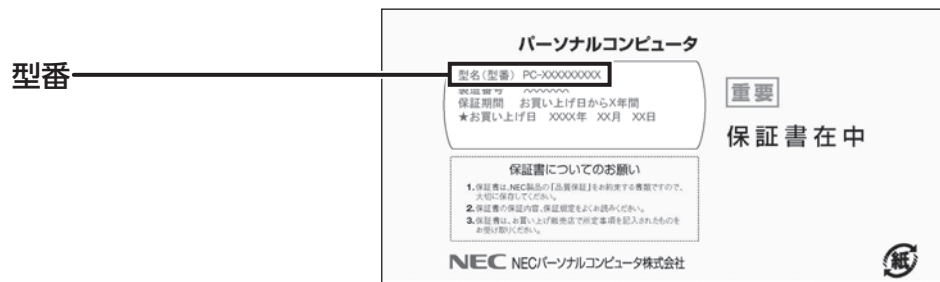 型番
パーソナルコンピュータ
型名(型番) PC-XXXXXXXXX
製造番号
保証期間 お買い上げ日からX年間
★お買い上げ日 XXXX年 XX月 XX日
重要
保証書在中
保証書についてのお願い
1.保証書は、NEC製品の「品質保証」をお約束する書類ですので、
大切に保存してください。
2.保証書の保証内容、保証規定をよくお読みください。
3.保証書は、お買い上げ販売店で所定事項を記入されたものを
お受け取りください。
NEC NECパーソナルコンピュータ株式会社
紙